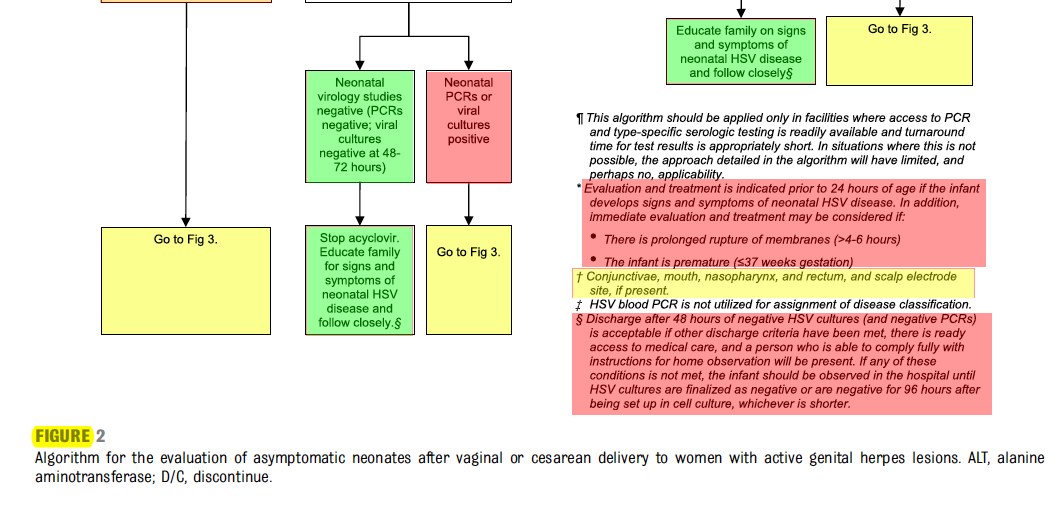 Educate family on signs
and symptoms of
neonatal HSV disease
and follow closely§
Go to Fig 3.
Neonatal
virology studies
negative (PCRs
negative; viral
cultures
negative at 48-
72 hours)
Neonatal
PCRs or
viral
cultures
positive
Go to Fig 3.
Stop acyclovir.
Educate family
for signs and
symptoms of
neonatal HSV
disease and
follow closely.§
Go to Fig 3.
¶ This algorithm should be applied only in facilities where access to PCR
and type-specific serologic testing is readily available and turnaround
time for test results is appropriately short. In situations where this is not
possible, the approach detailed in the algorithm will have limited, and
perhaps no, applicability.
* Evaluation and treatment is indicated prior to 24 hours of age if the infant
develops signs and symptoms of neonatal HSV disease. In addition,
immediate evaluation and treatment may be considered if:
• There is prolonged rupture of membranes (>4-6 hours)
• The infant is premature (≤37 weeks gestation)
† Conjunctivae, mouth, nasopharynx, and rectum, and scalp electrode
site, if present.
‡ HSV blood PCR is not utilized for assignment of disease classification.
§ Discharge after 48 hours of negative HSV cultures (and negative PCRs)
is acceptable if other discharge criteria have been met, there is ready
access to medical care, and a person who is able to comply fully with
instructions for home observation will be present. If any of these
conditions is not met, the infant should be observed in the hospital until
HSV cultures are finalized as negative or are negative for 96 hours after
being set up in cell culture, whichever is shorter.
FIGURE 2
Algorithm for the evaluation of asymptomatic neonates after vaginal or cesarean delivery to women with active genital herpes lesions. ALT, alanine
aminotransferase; D/C, discontinue.